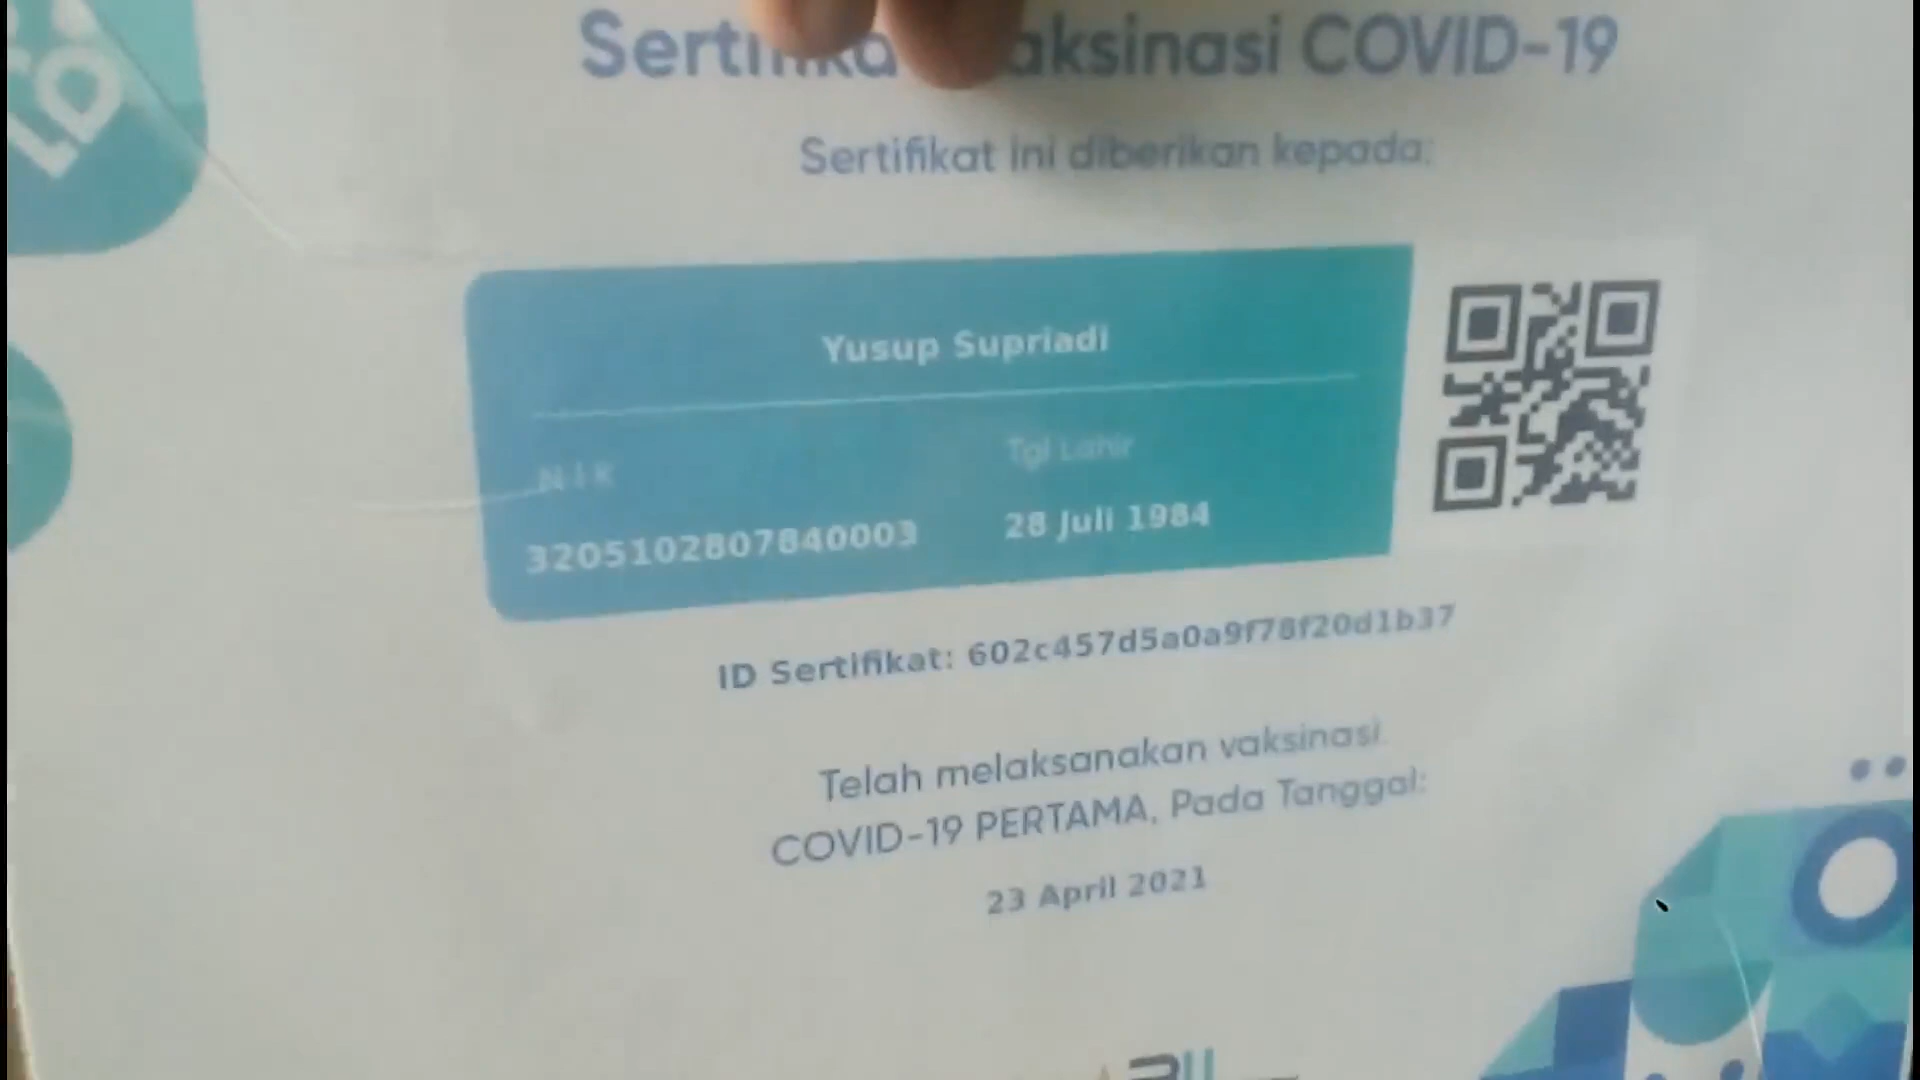 Sertifika aksinasi COVID-19
Sertifikat ini diberikan kepada:
Yusup Supriadi
N I K
Tgl Lahir
3205102807840003
28 Juli 1984
ID Sertifikat: 602c457d5a0a9f78f20d1b37
Telah melaksanakan vaksinasi
COVID-19 PERTAMA, Pada Tanggal:
23 April 2021